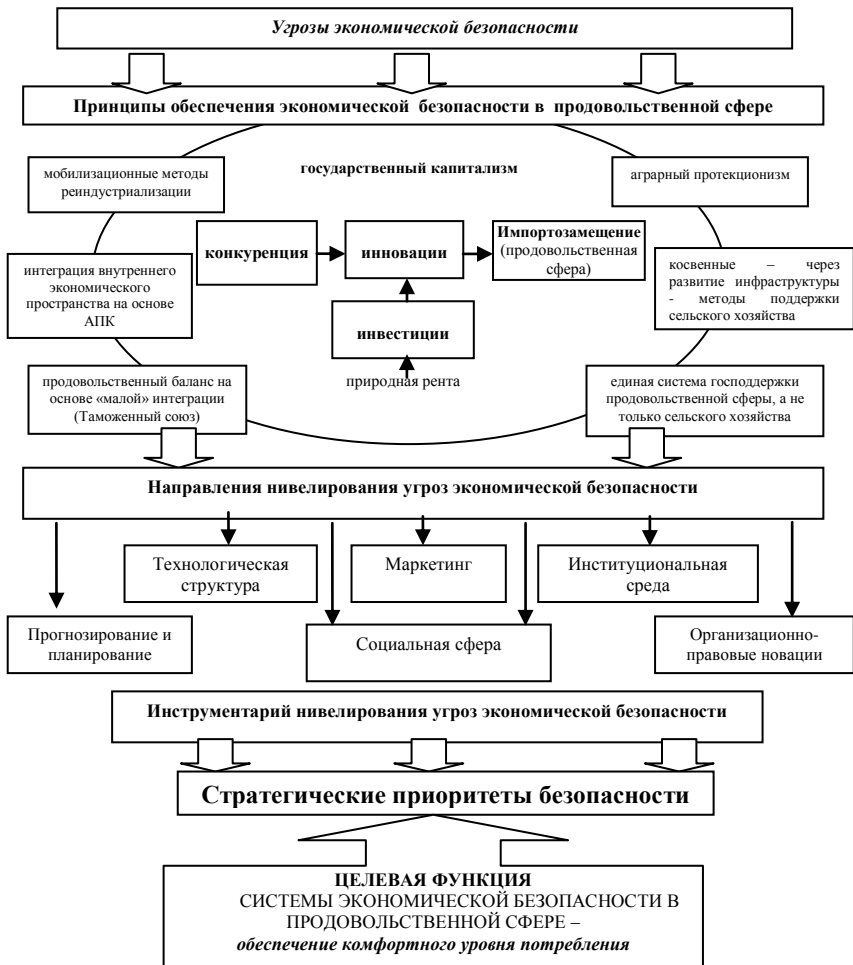 Угрозы экономической безопасности
Принципы обеспечения экономической безопасности в продовольственной сфере
мобилизационные методы
реиндустриализации
государственный капитализм
аграрный протекционизм
конкуренция
инновации
Импортозамещение
(продовольственная
сфера)
интеграция внутреннего
экономического
пространства на основе
АПК
косвенные – через
развитие инфраструктуры
- методы поддержки
сельского хозяйства
инвестиции
природная рента
продовольственный баланс на
основе «малой» интеграции
(Таможенный союз)
единая система господдержки
продовольственной сферы, а не
только сельского хозяйства
Направления нивелирования угроз экономической безопасности
Технологическая
структура
Маркетинг
Институциональная
среда
Прогнозирование и
планирование
Социальная сфера
Организационно-
правовые новации
Инструментарий нивелирования угроз экономической безопасности
Стратегические приоритеты безопасности
ЦЕЛЕВАЯ ФУНКЦИЯ
СИСТЕМЫ ЭКОНОМИЧЕСКОЙ БЕЗОПАСНОСТИ В
ПРОДОВОЛЬСТВЕННОЙ СФЕРЕ –
обеспечение комфортного уровня потребления